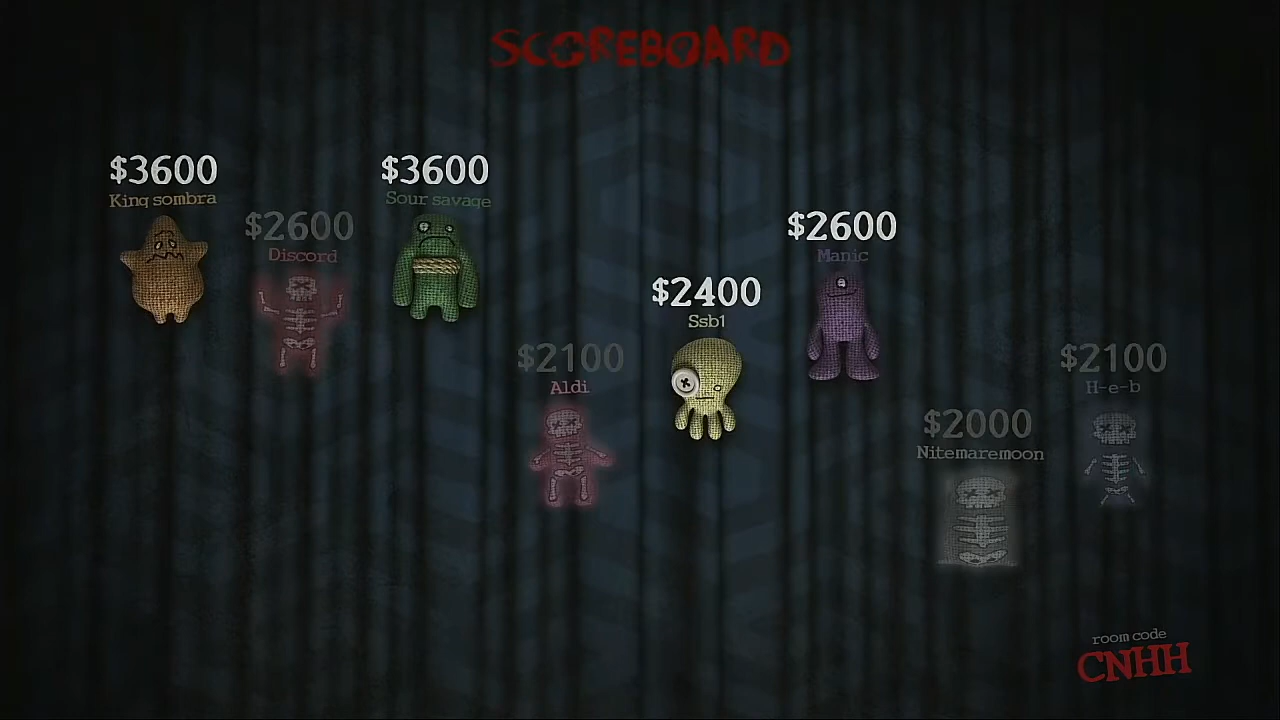 SCOREBOARD
$3600
King sombra
$2600
Discord
$3600
Sour savage
$2100
Aldi
$2400
Ssb1
$2600
Manic
$2000
Nitemaremoon
$2100
H-e-b
room code
CNHH